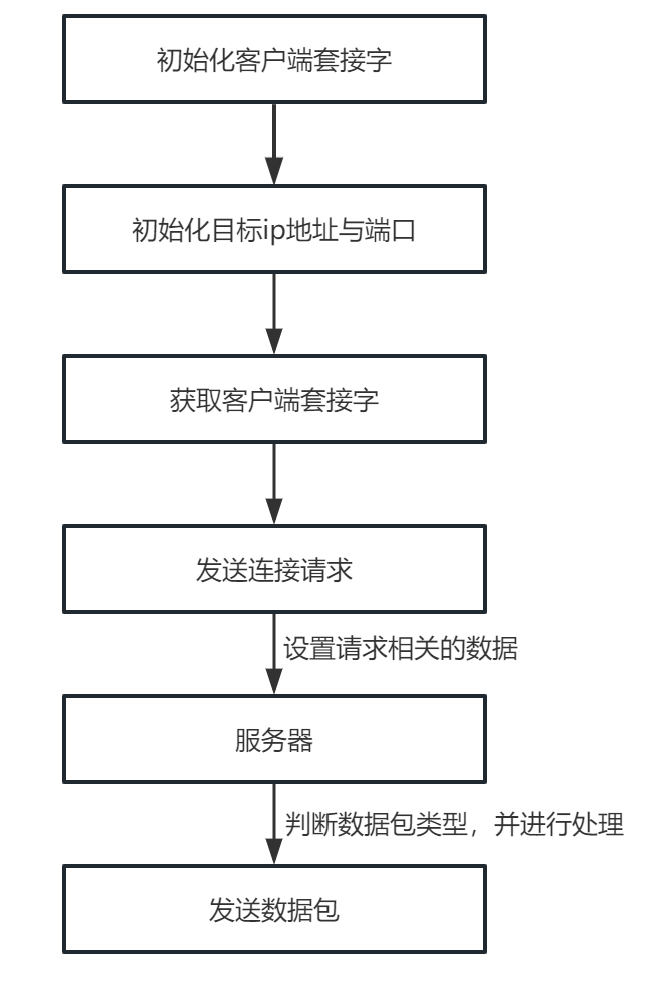 初始化客户端套接字
初始化目标ip地址与端口
获取客户端套接字
发送连接请求
设置请求相关的数据
服务器
判断数据包类型，并进行处理
发送数据包